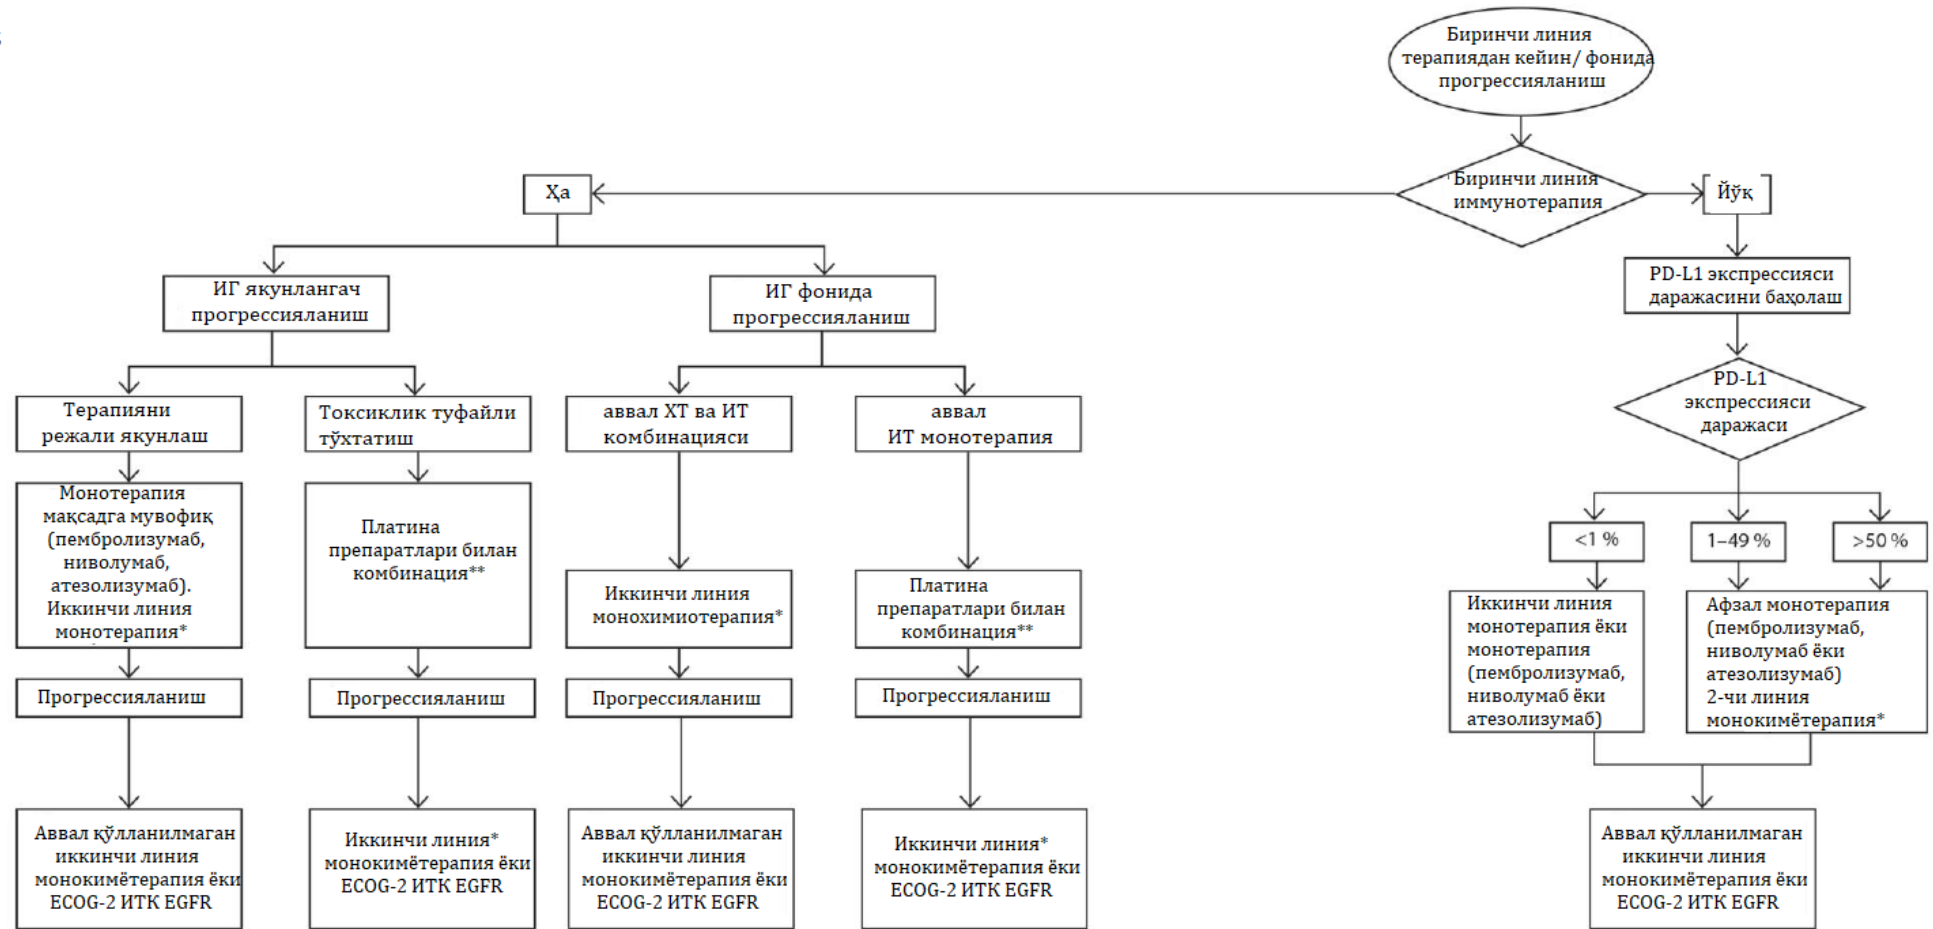 Биринчи линия
терапиядан кейин/ фонида
прогрессияланиш
Биринчи линия
иммунотерапия
Ҳа
Йўқ
ИГ якунлангач
прогрессияланиш
ИГ фонида
прогрессияланиш
PD-L1 экспрессияси
даражасини баҳолаш
PD-L1
экспрессияси
даражаси
Терапияни
режали якунлаш
Токсиклик туфайли
тўхтатиш
аввал ХТ ва ИТ
комбинацияси
аввал
ИТ монотерапия
Монотерапия
мақсадга мувофиқ
(пембролизумаб,
ниволумаб,
атезолизумаб).
Иккинчи линия
монотерапия*
Платина
препаратлари билан
комбинация**
Иккинчи линия
монохимиотерапия*
Платина
препаратлари билан
комбинация**
<1 %
1–49 %
>50 %
Иккинчи линия
монотерапия ёки
монотерапия
(пембролизумаб,
ниволумаб ёки
атезолизумаб)
Афзал монотерапия
(пембролизумаб,
ниволумаб ёки
атезолизумаб)
2-чи линия
монокимётерапия*
Прогрессияланиш
Прогрессияланиш
Прогрессияланиш
Прогрессияланиш
Аввал қўлланилмаган
иккинчи линия
монокимётерапия ёки
ECOG-2 ИТК EGFR
Иккинчи линия*
монокимётерапия ёки
ECOG-2 ИТК EGFR
Аввал қўлланилмаган
иккинчи линия
монокимётерапия ёки
ECOG-2 ИТК EGFR
Иккинчи линия*
монокимётерапия ёки
ECOG-2 ИТК EGFR
Аввал қўлланилмаган
иккинчи линия
монокимётерапия ёки
ECOG-2 ИТК EGFR